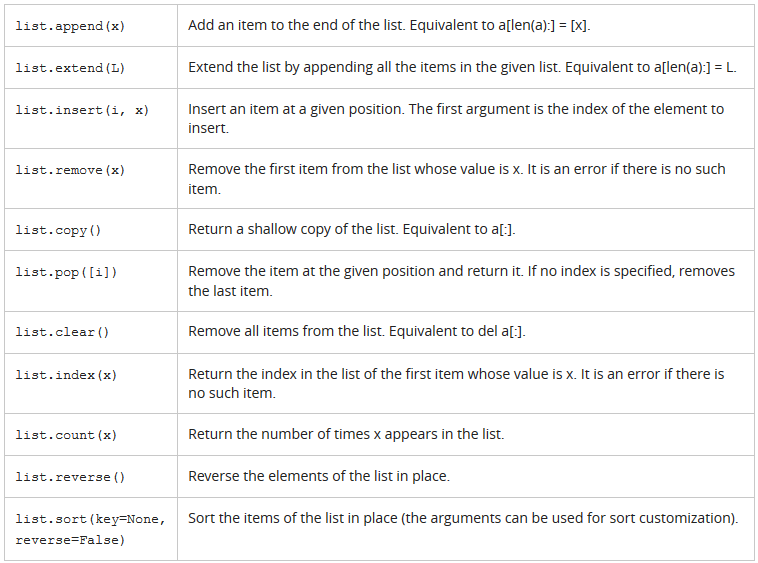 list.append(x) Add an item to the end of the list. Equivalent to a[len(a):] = [x].
list.extend(L) Extend the list by appending all the items in the given list. Equivalent to a[len(a):] = L.
list.insert(i, x) Insert an item at a given position. The first argument is the index of the element to
insert.
list.remove(x) Remove the first item from the list whose value is x. It is an error if there is no such
item.
list.copy() Return a shallow copy of the list. Equivalent to a[:].
list.pop([i]) Remove the item at the given position and return it. If no index is specified, removes
the last item.
list.clear() Remove all items from the list. Equivalent to del a[:].
list.index(x) Return the index in the list of the first item whose value is x. It is an error if there is
no such item.
list.count(x) Return the number of times x appears in the list.
list.reverse() Reverse the elements of the list in place.
list.sort(key=None, Sort the items of the list in place (the arguments can be used for sort customization).
reverse=False)